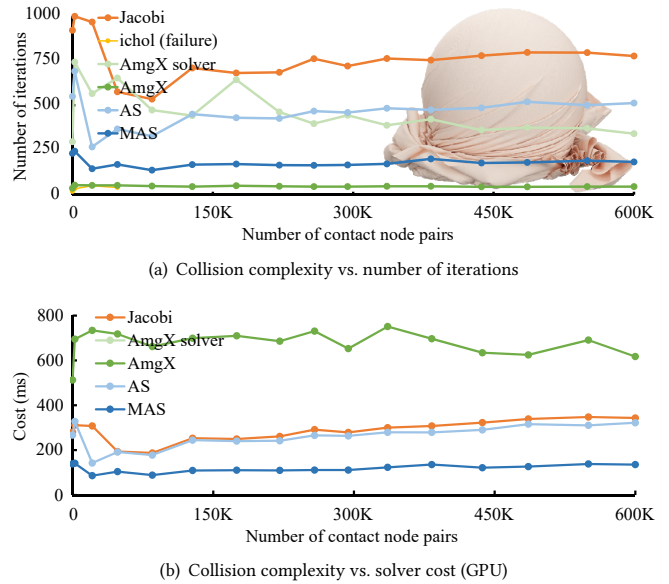 1000
750
500
250
0
Number of iterations
Jacobi
ichol (failure)
AmgX solver
AmgX
AS
MAS
0
150K
300K
450K
600K
Number of contact node pairs
(a) Collision complexity vs. number of iterations
800
600
400
200
0
Cost (ms)
Jacobi
AmgX solver
AmgX
AS
MAS
0
150K
300K
450K
600K
Number of contact node pairs
(b) Collision complexity vs. solver cost (GPU)